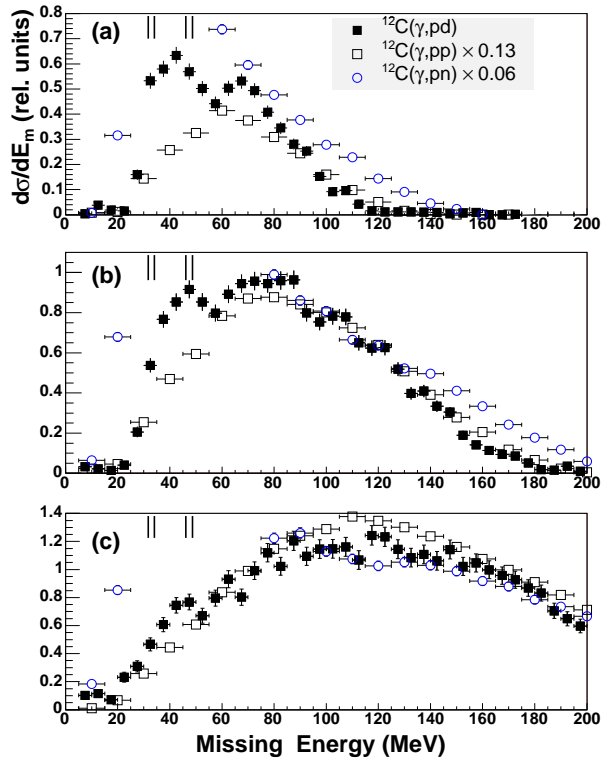 (a)
¹²C(γ,pd)
¹²C(γ,pp) × 0.13
¹²C(γ,pn) × 0.06
0.8
0.7
0.6
0.5
0.4
0.3
0.2
0.1
0
0 20 40 60 80 100 120 140 160 180 200
dσ/dEₘ (rel. units)
(b)
1
0.8
0.6
0.4
0.2
0
0 20 40 60 80 100 120 140 160 180 200
(c)
1.4
1.2
1
0.8
0.6
0.4
0.2
0
0 20 40 60 80 100 120 140 160 180 200
Missing Energy (MeV)